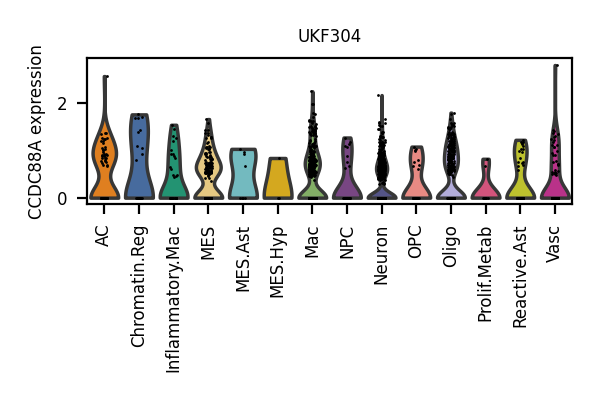 UKF304
CCDC88A expression
2
0
AC
Chromatin.Reg
Inflammatory.Mac
MES
MES.Ast
MES.Hyp
Mac
NPC
Neuron
OPC
Oligo
Prolif.Metab
Reactive.Ast
Vasc